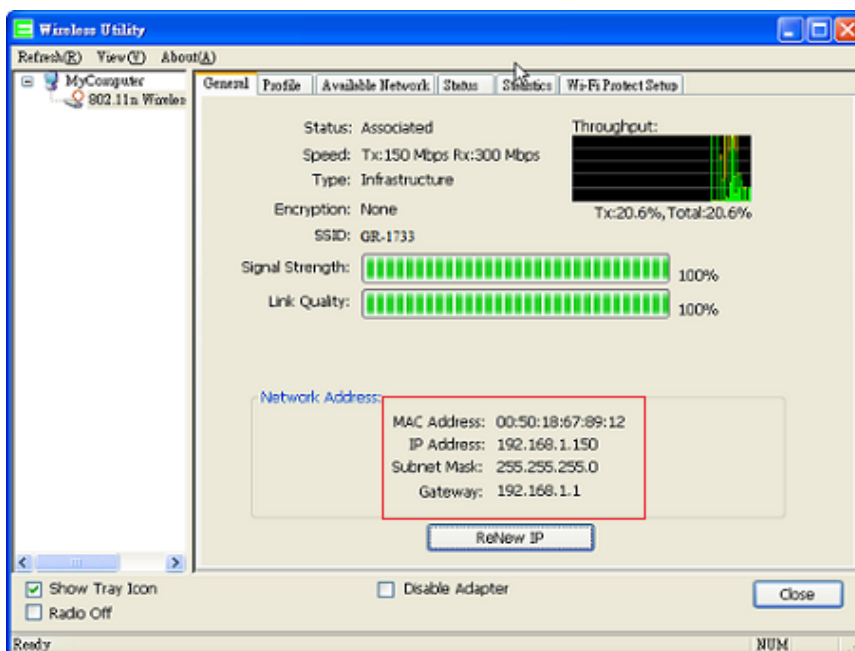 Wireless Utility
Refresh(R) View(V) About(A)
MyComputer
802.11n Wireles
General Profile Available Network Status Statistics Wi-Fi Protect Setup
Status: Associated
Throughput:
Speed: Tx:150 Mbps Rx:300 Mbps
Type: Infrastructure
Encryption: None
Tx:20.6%, Total:20.6%
SSID: GR-1733
Signal Strength: 100%
Link Quality: 100%
Network Address:
MAC Address: 00:50:18:67:89:12
IP Address: 192.168.1.150
Subnet Mask: 255.255.255.0
Gateway: 192.168.1.1
ReNew IP
Show Tray Icon
Disable Adapter
Close
Radio Off
Ready
NUM